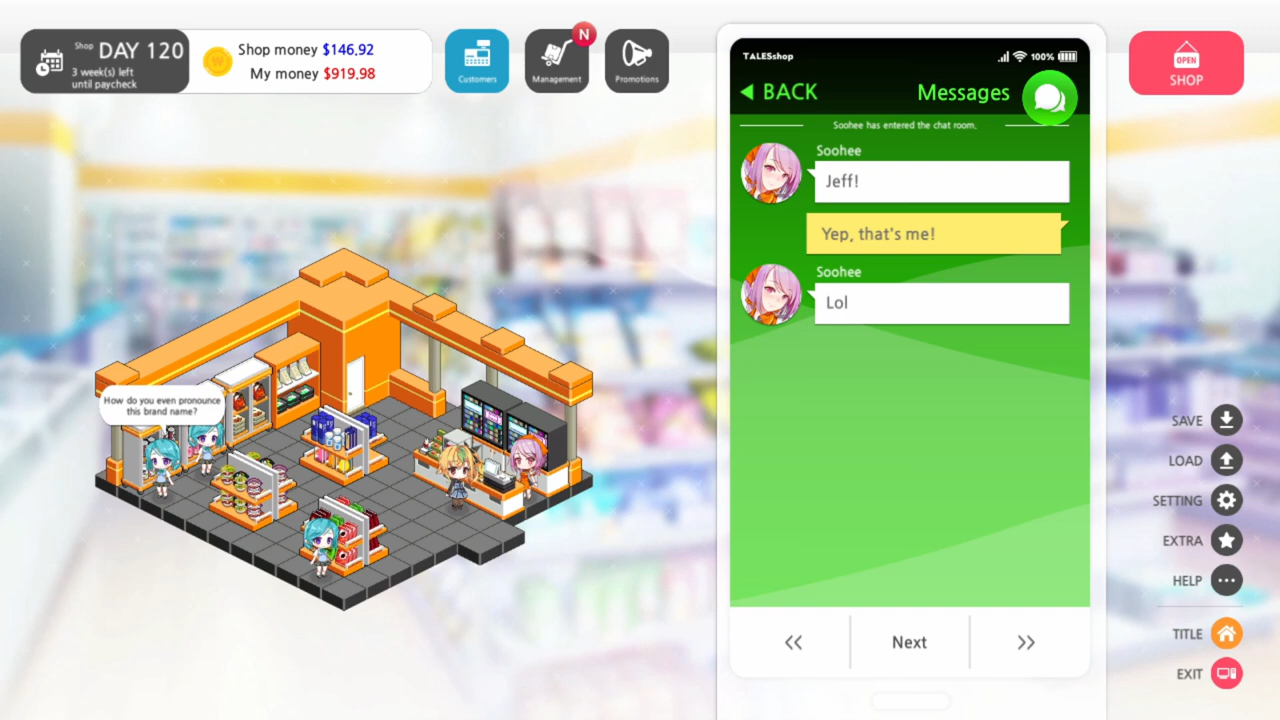 Shop DAY 120
3 week(s) left
until paycheck
Shop money $146.92
My money $919.98
Customers
N
Management
Promotions
TALESshop
100%
BACK
Messages
OPEN
SHOP
Soohee has entered the chat room.
Soohee
Jeff!
Yep, that's me!
Soohee
Lol
How do you even pronounce
this brand name?
SAVE
LOAD
SETTING
EXTRA
HELP
TITLE
EXIT
<<
Next
>>